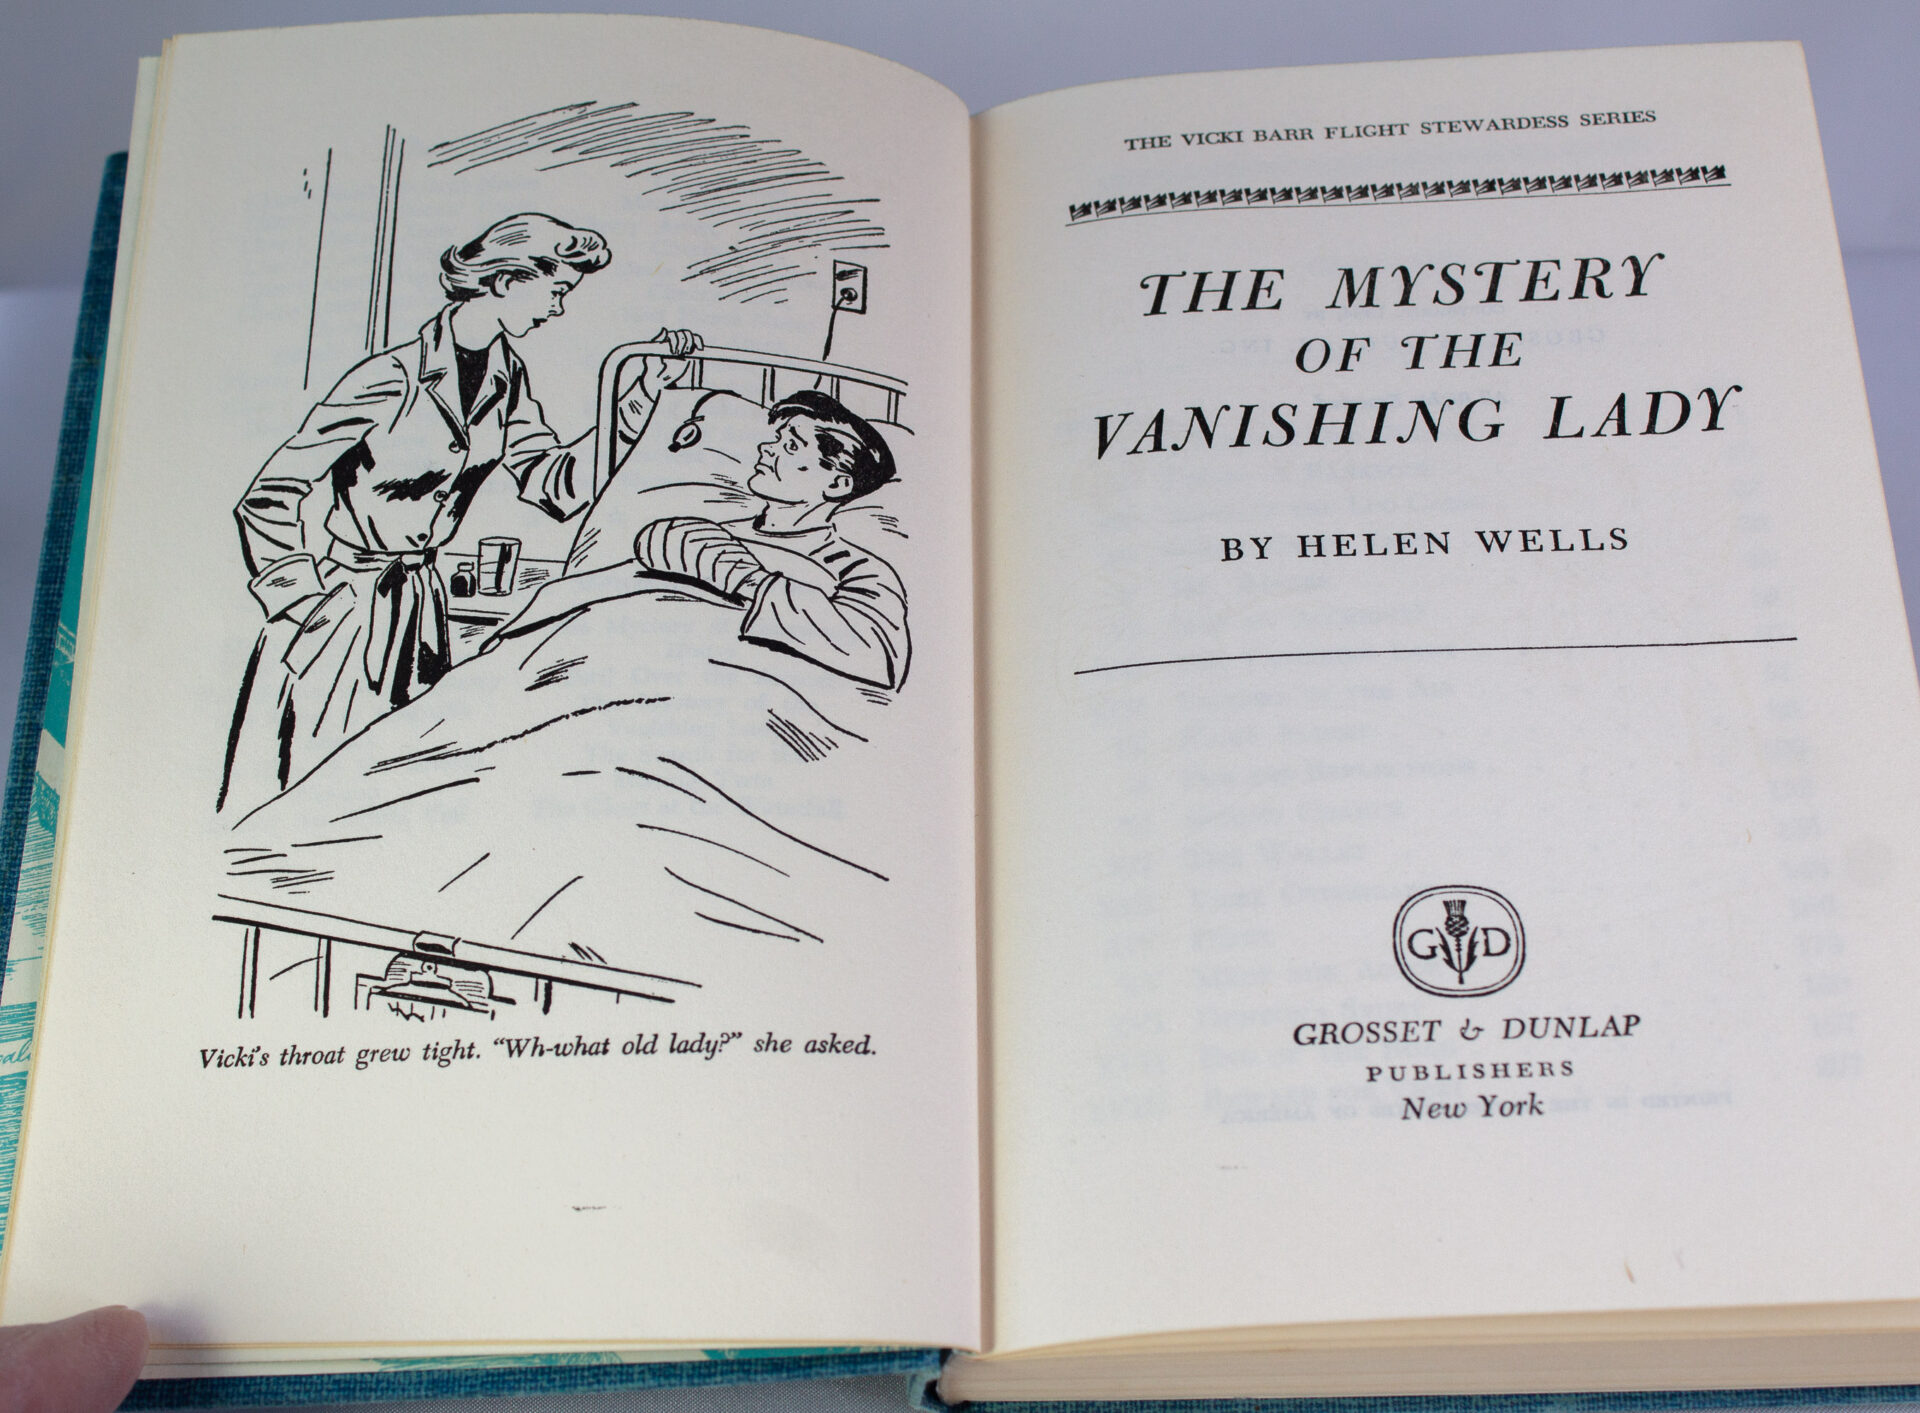 Vicki's throat grew tight. “Wh-what old lady?” she asked.
THE VICKI BARR FLIGHT STEWARDESS SERIES
THE MYSTERY
OF THE
VANISHING LADY
BY HELEN WELLS
G D
GROSSET & DUNLAP
PUBLISHERS
New York